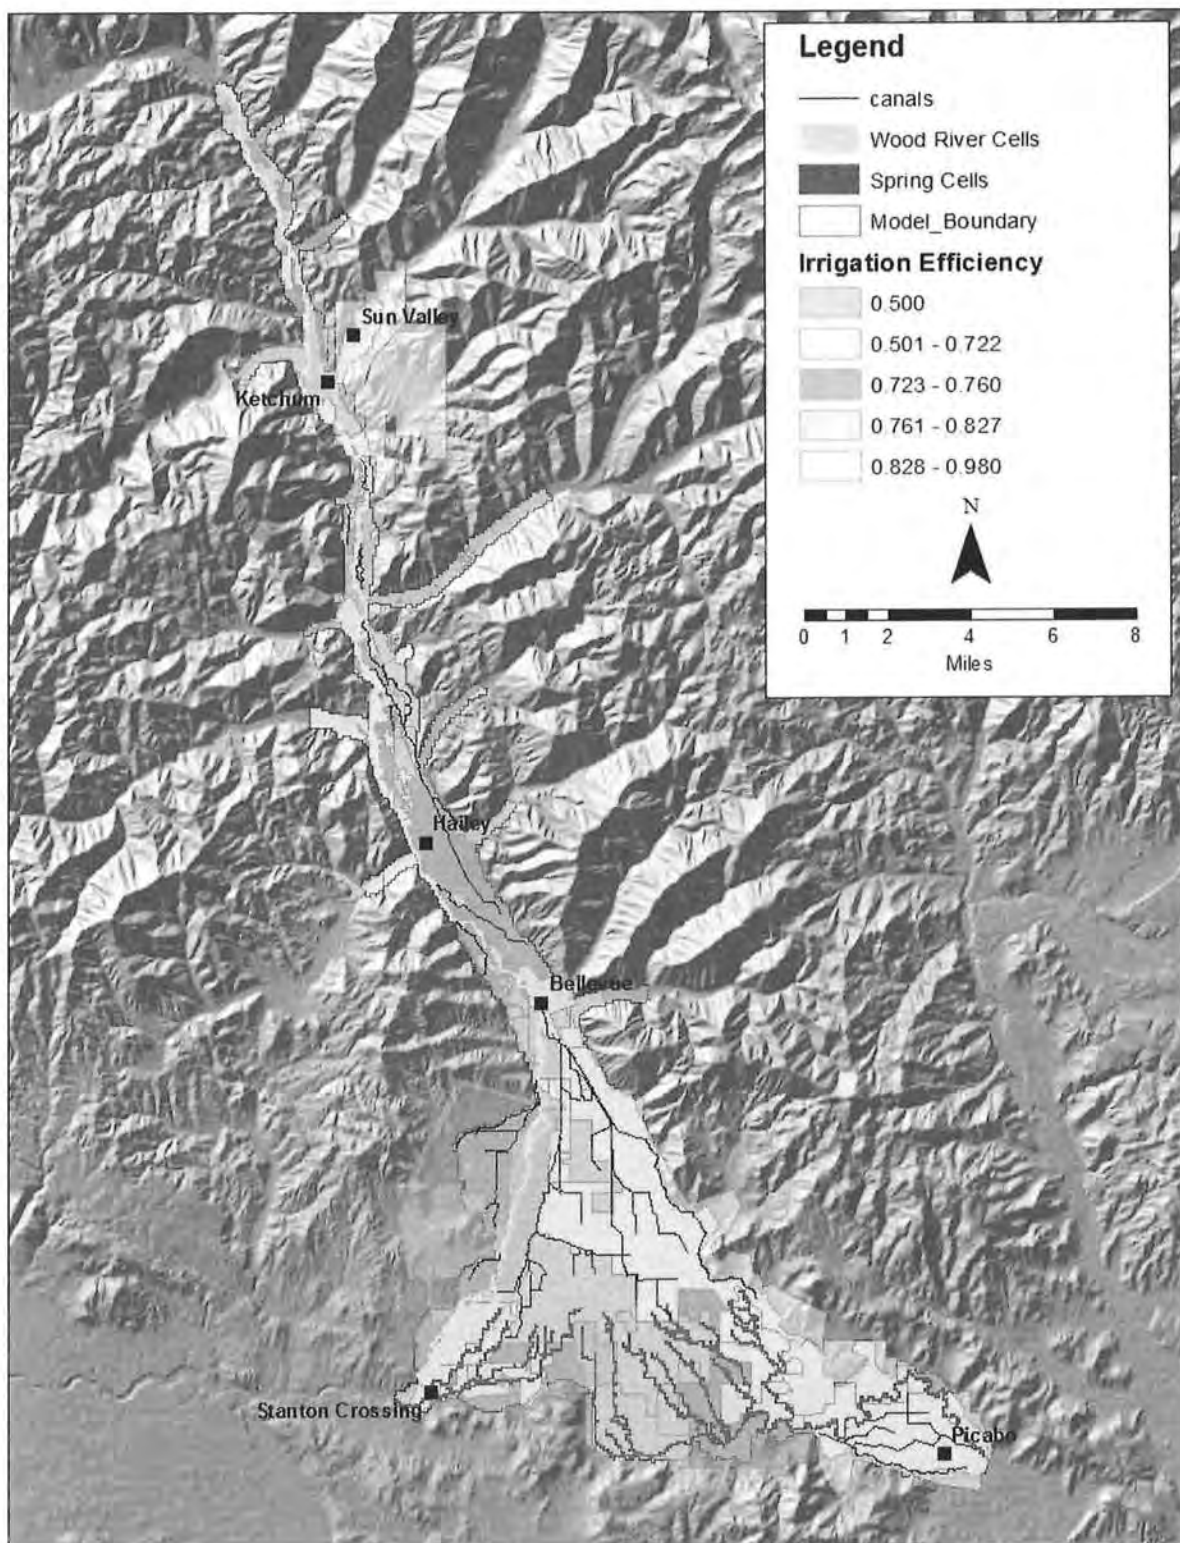 Legend
canals
Wood River Cells
Spring Cells
Model_Boundary
Irrigation Efficiency
0.500
0.501 - 0.722
0.723 - 0.760
0.761 - 0.827
0.828 - 0.980
N
0 1 2 4 6 8
Miles
Sun Valley
Ketchum
Hailey
Bellevue
Stanton Crossing
Picabo